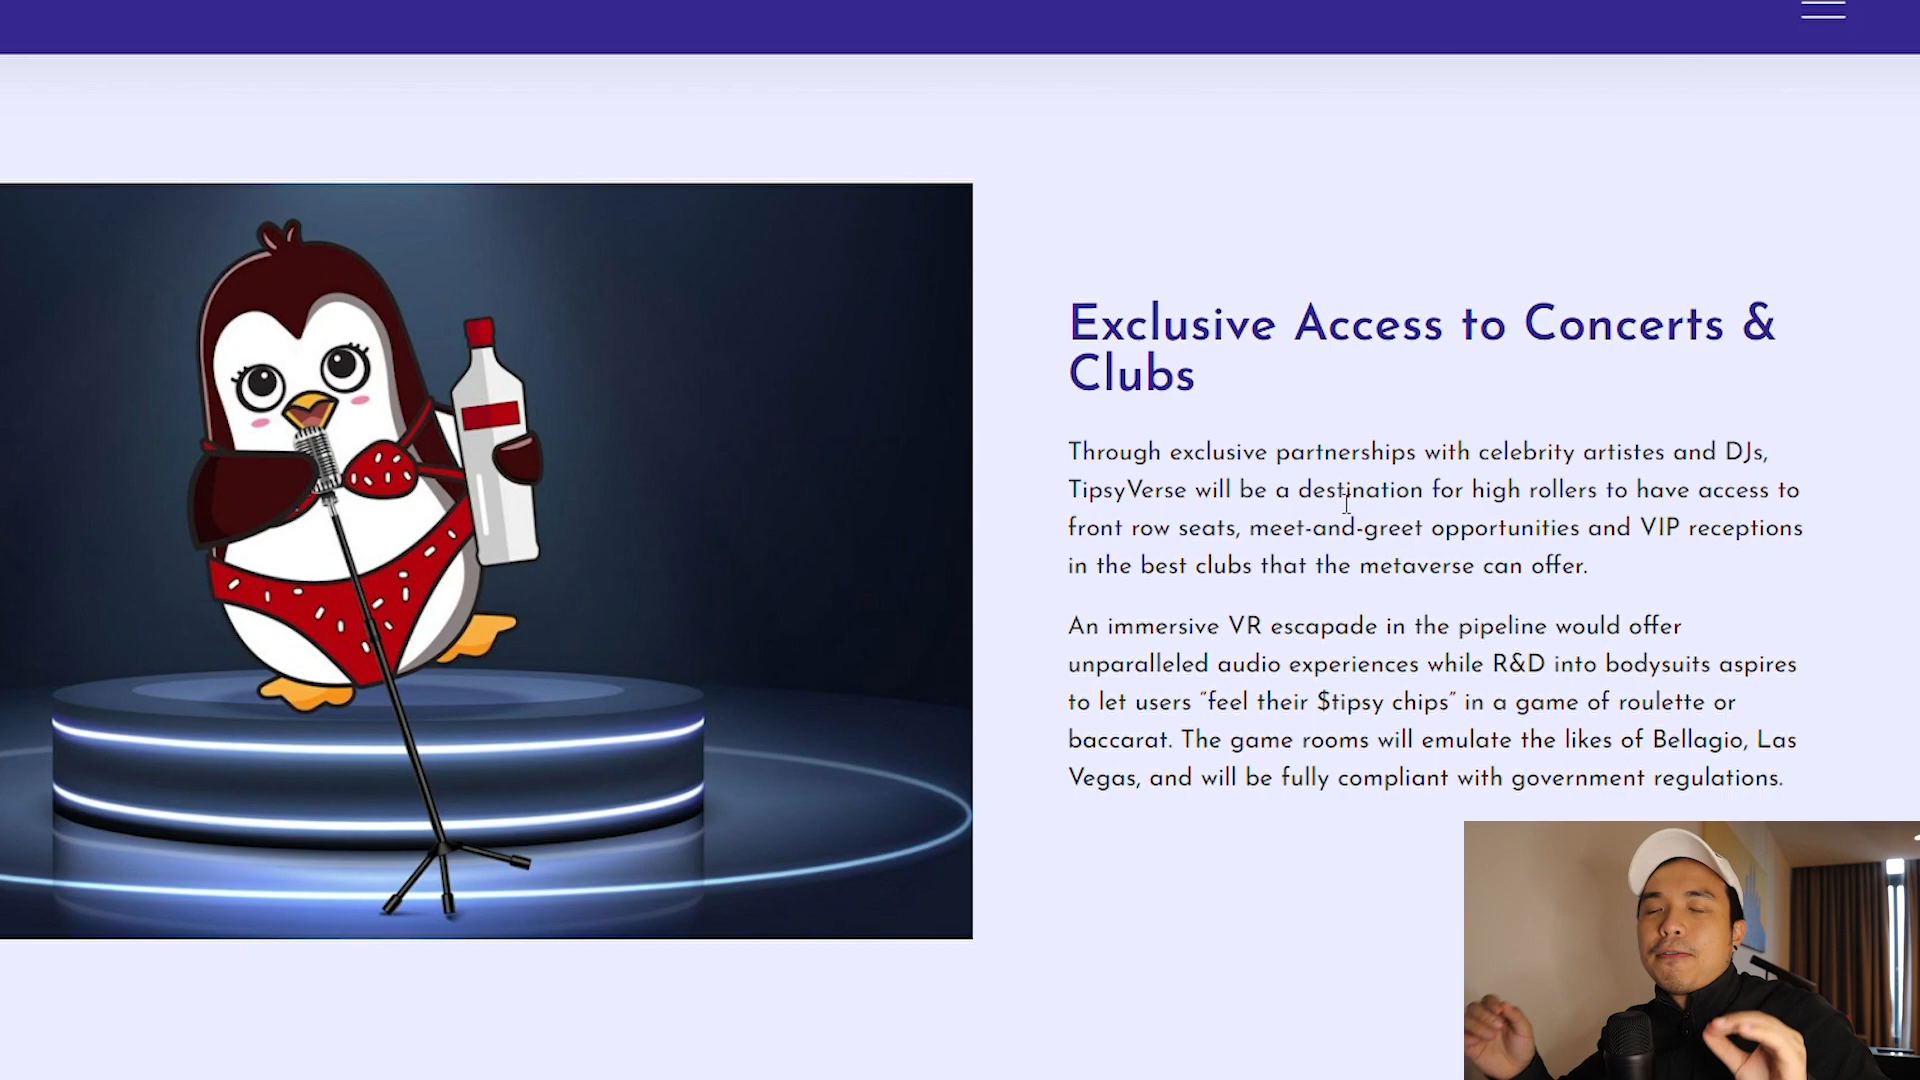 Exclusive Access to Concerts &
Clubs
Through exclusive partnerships with celebrity artistes and DJs,
TipsyVerse will be a destination for high rollers to have access to
front row seats, meet-and-greet opportunities and VIP receptions
in the best clubs that the metaverse can offer.
An immersive VR escapade in the pipeline would offer
unparalleled audio experiences while R&D into bodysuits aspires
to let users “feel their $tipsy chips” in a game of roulette or
baccarat. The game rooms will emulate the likes of Bellagio, Las
Vegas, and will be fully compliant with government regulations.